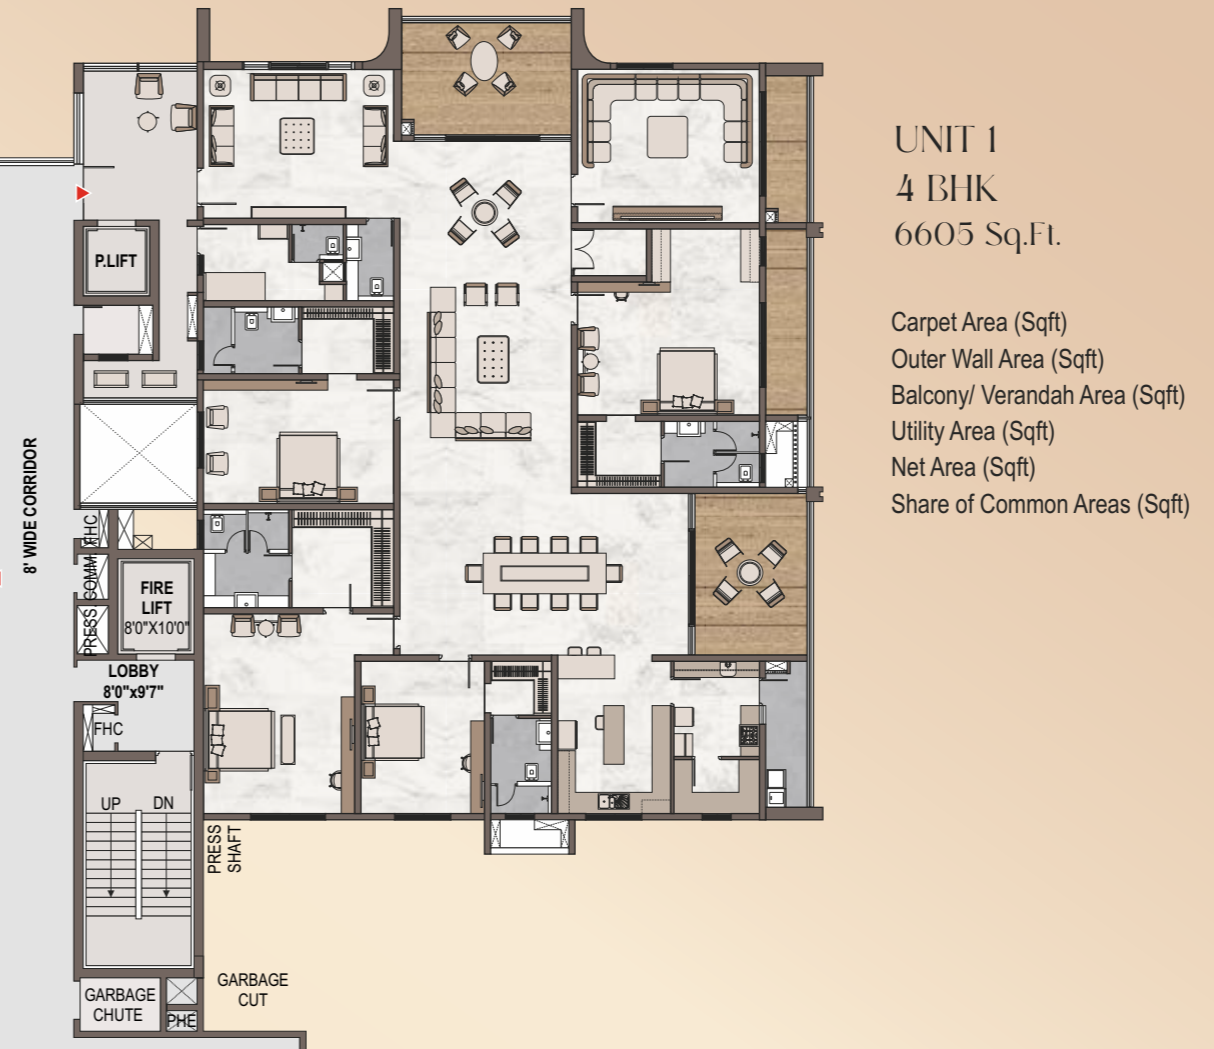 UNIT 1
4 BHK
6605 Sq.Ft.
Carpet Area (Sqft)
Outer Wall Area (Sqft)
Balcony/ Verandah Area (Sqft)
Utility Area (Sqft)
Net Area (Sqft)
Share of Common Areas (Sqft)
P.LIFT
8' WIDE CORRIDOR
FHC
COMM
PRESS
FIRE
LIFT
8'0"X10'0"
LOBBY
8'0"x9'7"
FHC
UP
DN
PRESS
SHAFT
GARBAGE
CUT
GARBAGE
CHUTE
PHE